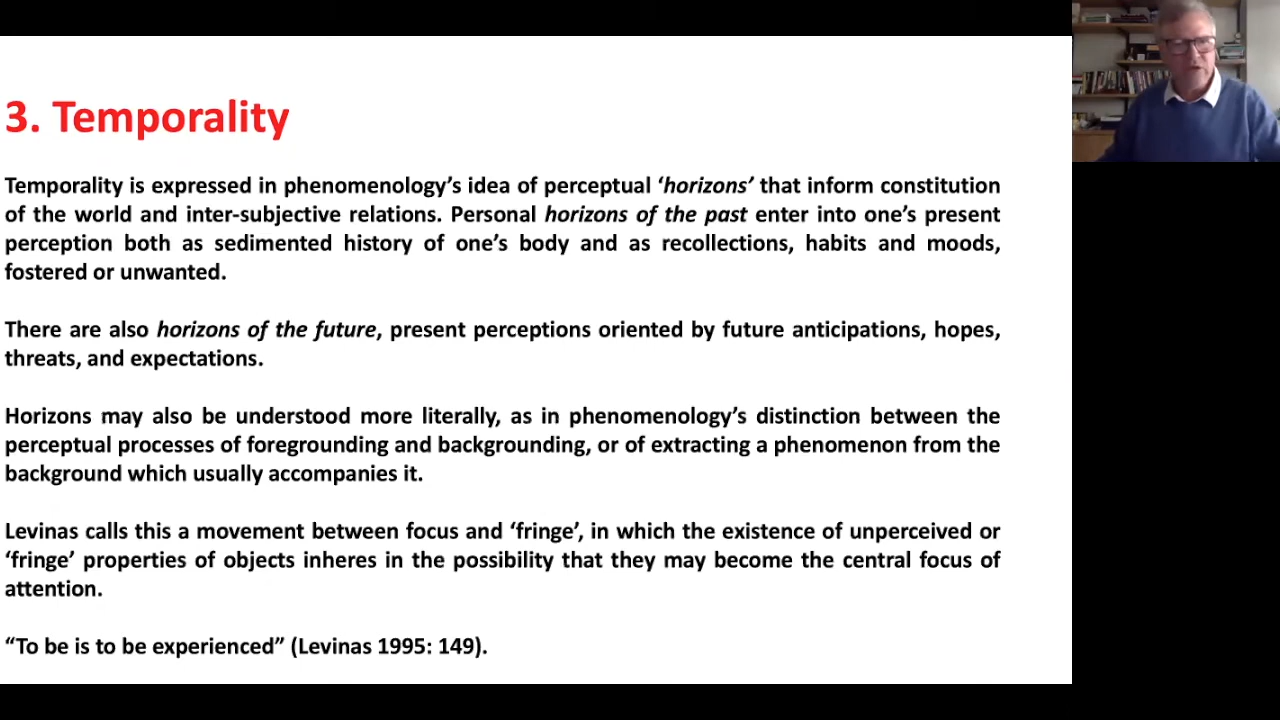 3. Temporality
Temporality is expressed in phenomenology’s idea of perceptual ‘horizons’ that inform constitution
of the world and inter-subjective relations. Personal horizons of the past enter into one’s present
perception both as sedimented history of one’s body and as recollections, habits and moods,
fostered or unwanted.
There are also horizons of the future, present perceptions oriented by future anticipations, hopes,
threats, and expectations.
Horizons may also be understood more literally, as in phenomenology’s distinction between the
perceptual processes of foregrounding and backgrounding, or of extracting a phenomenon from the
background which usually accompanies it.
Levinas calls this a movement between focus and ‘fringe’, in which the existence of unperceived or
‘fringe’ properties of objects inheres in the possibility that they may become the central focus of
attention.
“To be is to be experienced” (Levinas 1995: 149).